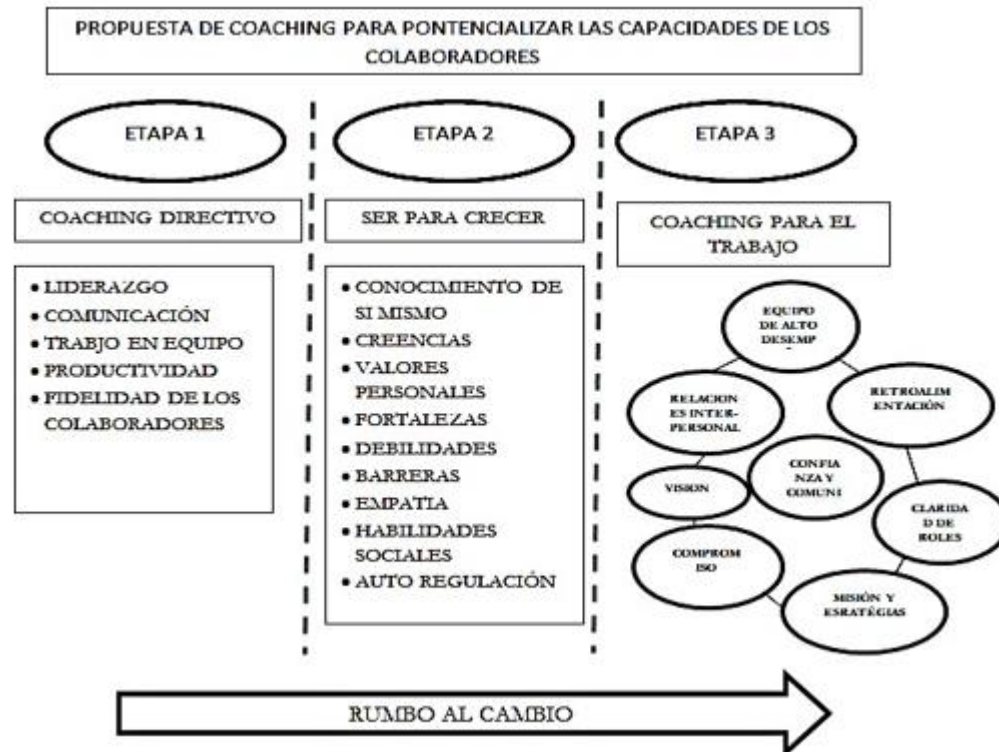 PROPUESTA DE COACHING PARA PONTENCIALIZAR LAS CAPACIDADES DE LOS
COLABORADORES
ETAPA 1
ETAPA 2
ETAPA 3
COACHING DIRECTIVO
SER PARA CRECER
COACHING PARA EL
TRABAJO
• LIDERAZGO
• COMUNICACIÓN
• TRABJO EN EQUIPO
• PRODUCTIVIDAD
• FIDELIDAD DE LOS
COLABORADORES
• CONOCIMIENTO DE
SI MISMO
• CREENCIAS
• VALORES
PERSONALES
• FORTALEZAS
• DEBILIDADES
• BARRERAS
• EMPATIA
• HABILIDADES
SOCIALES
• AUTO REGULACIÓN
EQUIPO
DE ALTO
DESEMP
RELACION
ES INTER-
PERSONAL
RETROALIM
ENTACIÓN
CONFIA
NZA Y
COMUNI
VISION
CLARIDA
D DE
ROLES
COMPROM
ISO
MISIÓN Y
ESRATÉGIAS
RUMBO AL CAMBIO